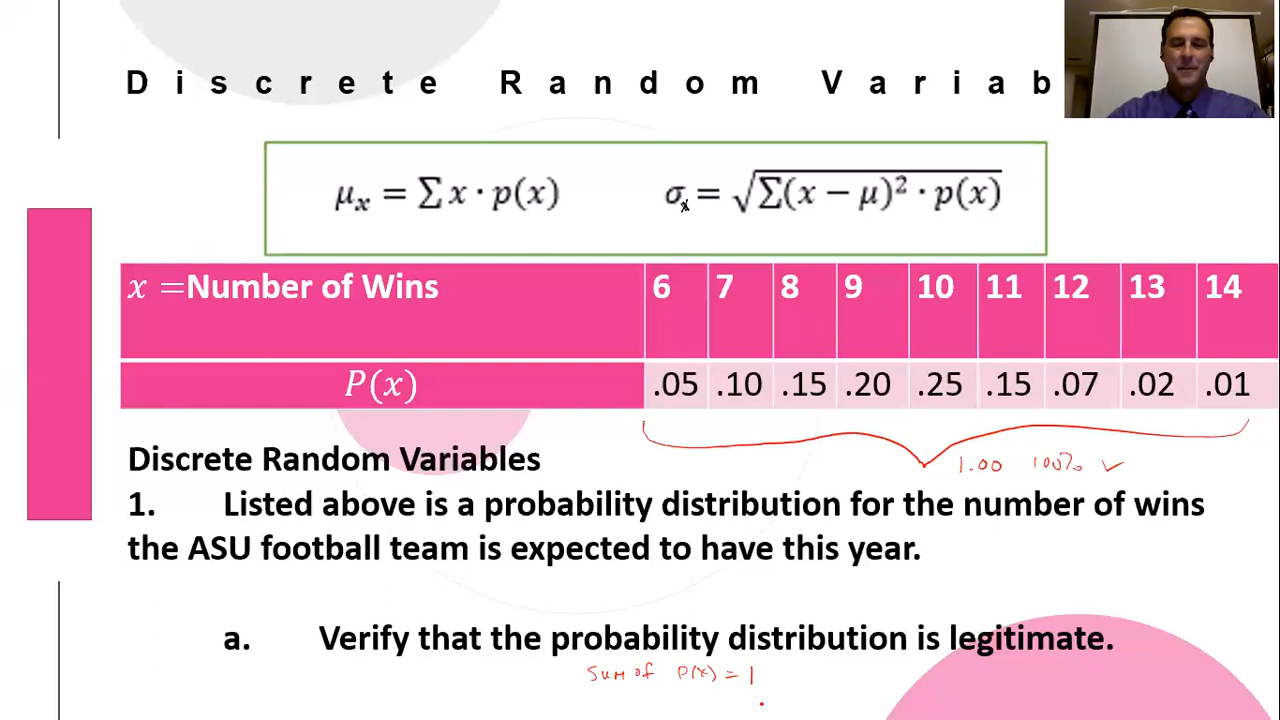 Discrete Random Variab
μₓ = ∑ x · p(x) σₓ = √∑(x − μ)² · p(x)
x =Number of Wins 6 7 8 9 10 11 12 13 14
P(x) .05 .10 .15 .20 .25 .15 .07 .02 .01
1.00 100% ✓
Discrete Random Variables
1. Listed above is a probability distribution for the number of wins
the ASU football team is expected to have this year.
a. Verify that the probability distribution is legitimate.
Sum of P(x) = 1